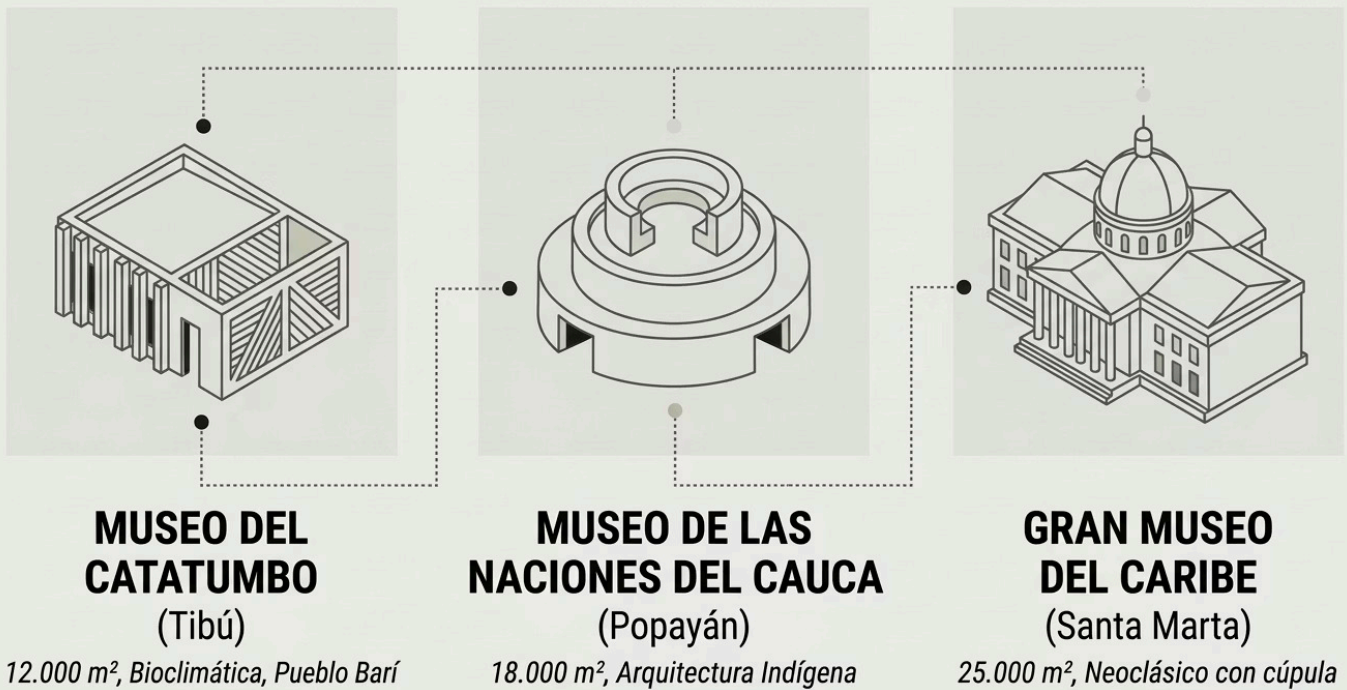 MUSEO DEL
CATATUMBO
(Tibú)
12.000 m², Bioclimática, Pueblo Barí
MUSEO DE LAS
NACIONES DEL CAUCA
(Popayán)
18.000 m², Arquitectura Indígena
GRAN MUSEO
DEL CARIBE
(Santa Marta)
25.000 m², Neoclásico con cúpula